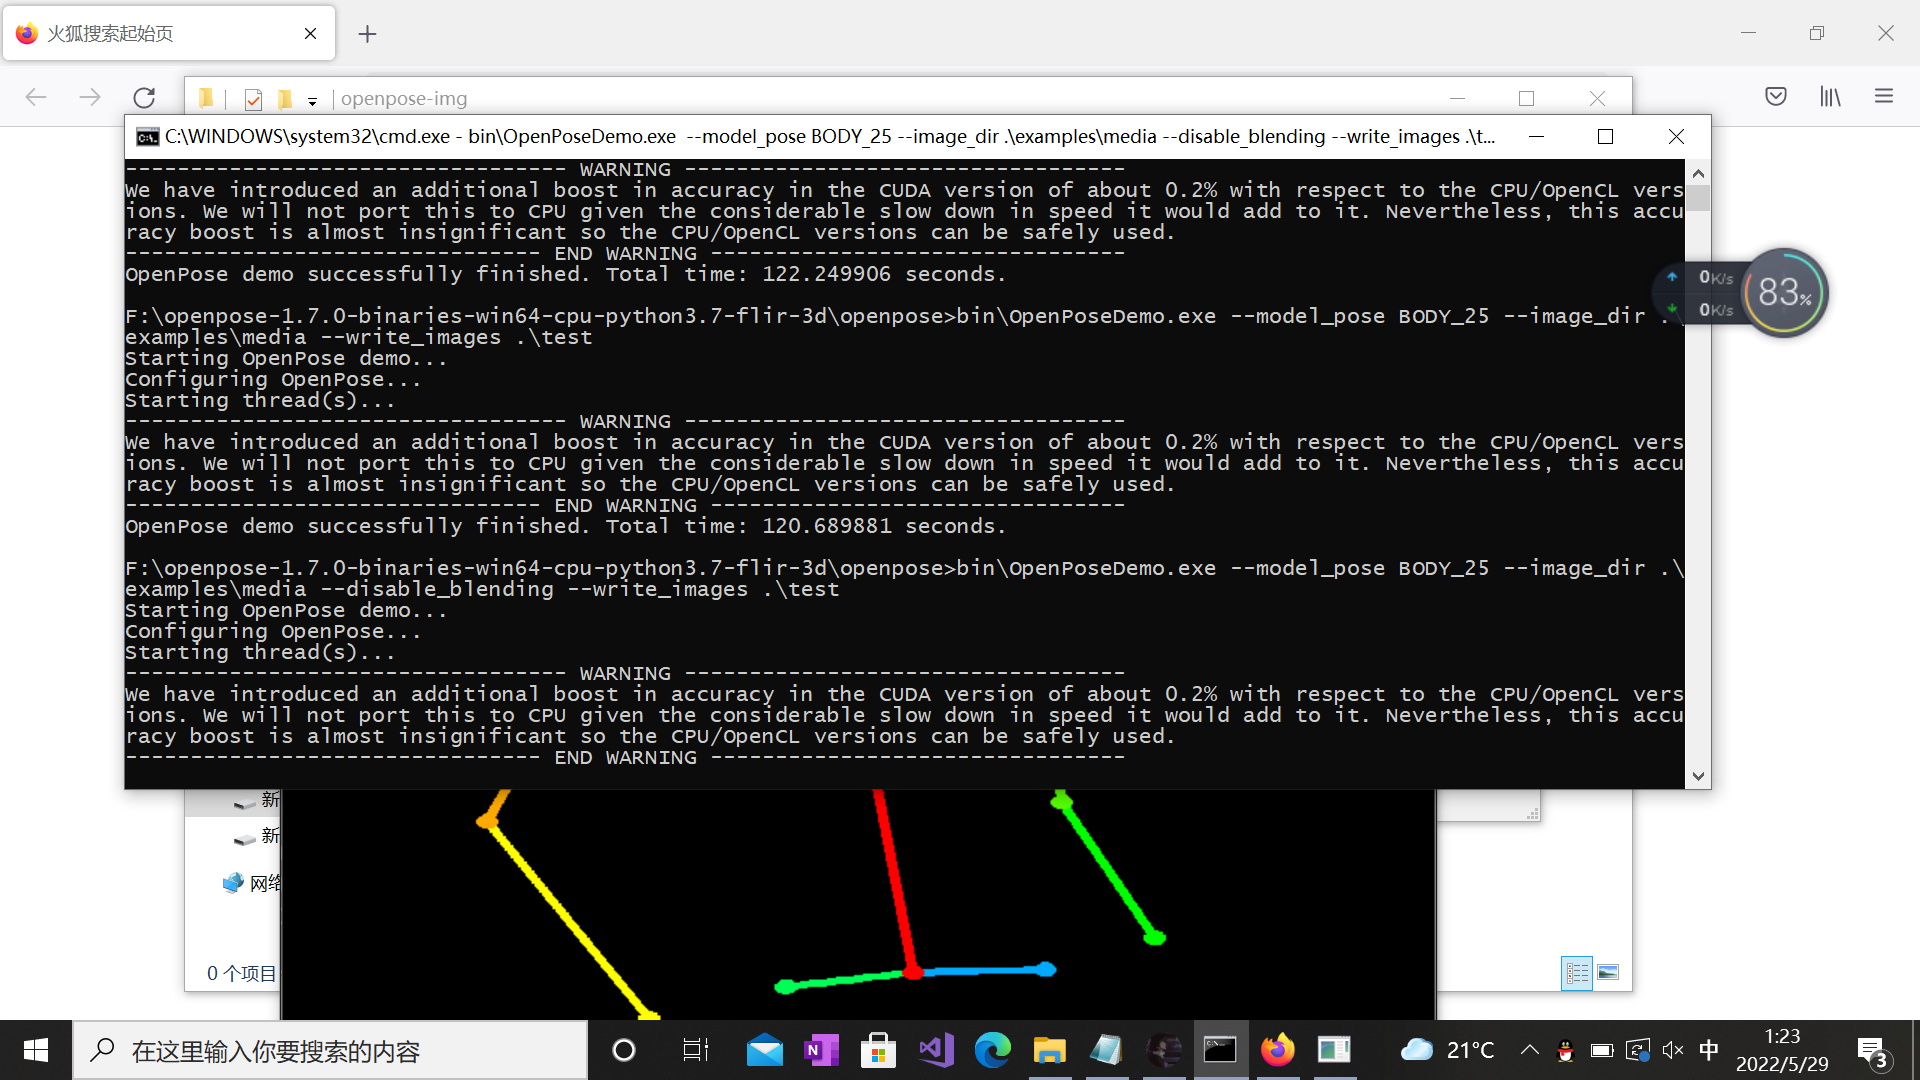 火狐搜索起始页
openpose-img
C:\WINDOWS\system32\cmd.exe - bin\OpenPoseDemo.exe  --model_pose BODY_25 --image_dir .\examples\media --disable_blending --write_images .\t...
---------------------------------- WARNING ----------------------------------
We have introduced an additional boost in accuracy in the CUDA version of about 0.2% with respect to the CPU/OpenCL vers
ions. We will not port this to CPU given the considerable slow down in speed it would add to it. Nevertheless, this accu
racy boost is almost insignificant so the CPU/OpenCL versions can be safely used.
-------------------------------- END WARNING --------------------------------
OpenPose demo successfully finished. Total time: 122.249906 seconds.
F:\openpose-1.7.0-binaries-win64-cpu-python3.7-flir-3d\openpose>bin\OpenPoseDemo.exe --model_pose BODY_25 --image_dir .\
examples\media --write_images .\test
Starting OpenPose demo...
Configuring OpenPose...
Starting thread(s)...
---------------------------------- WARNING ----------------------------------
We have introduced an additional boost in accuracy in the CUDA version of about 0.2% with respect to the CPU/OpenCL vers
ions. We will not port this to CPU given the considerable slow down in speed it would add to it. Nevertheless, this accu
racy boost is almost insignificant so the CPU/OpenCL versions can be safely used.
-------------------------------- END WARNING --------------------------------
OpenPose demo successfully finished. Total time: 120.689881 seconds.
F:\openpose-1.7.0-binaries-win64-cpu-python3.7-flir-3d\openpose>bin\OpenPoseDemo.exe --model_pose BODY_25 --image_dir .\
examples\media --disable_blending --write_images .\test
Starting OpenPose demo...
Configuring OpenPose...
Starting thread(s)...
---------------------------------- WARNING ----------------------------------
We have introduced an additional boost in accuracy in the CUDA version of about 0.2% with respect to the CPU/OpenCL vers
ions. We will not port this to CPU given the considerable slow down in speed it would add to it. Nevertheless, this accu
racy boost is almost insignificant so the CPU/OpenCL versions can be safely used.
-------------------------------- END WARNING --------------------------------
0K/s
0K/s
83%
新
新
网络
0 个项目
在这里输入你要搜索的内容
21°C
中
1:23
2022/5/29
3